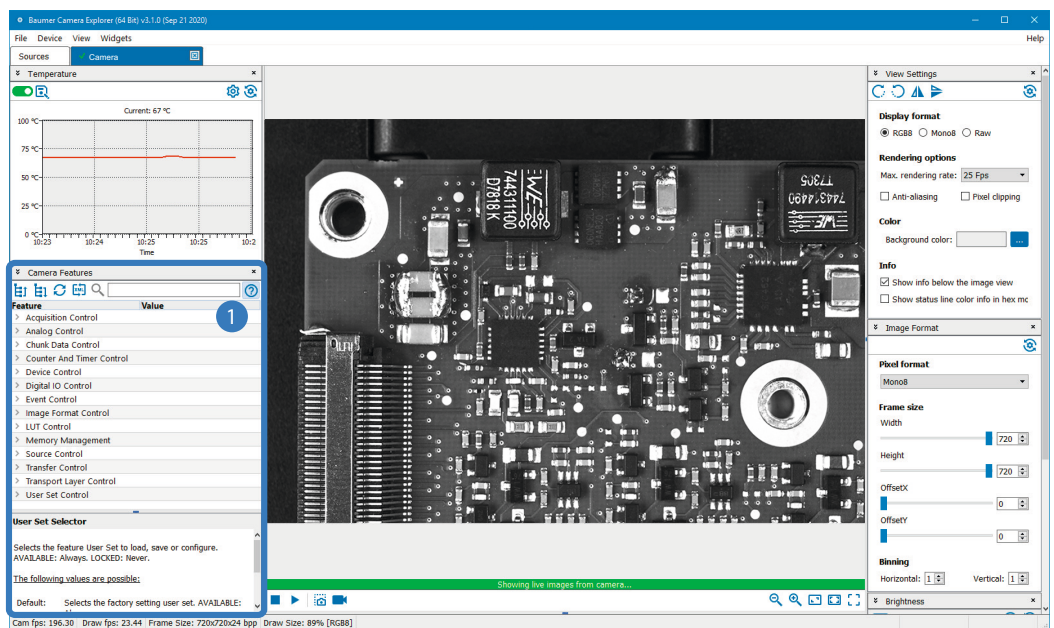 Baumer Camera Explorer (64 Bit) v3.1.0 (Sep 21 2020)
File Device View Widgets Help
Sources Camera
Temperature
Current: 67 °C
100 °C
75 °C
50 °C
25 °C
0 °C
10:23 10:24 10:25 10:25 10:2
Time
Camera Features
XML
Feature Value
1
Acquisition Control
Analog Control
Chunk Data Control
Counter And Timer Control
Device Control
Digital IO Control
Event Control
Image Format Control
LUT Control
Memory Management
Source Control
Transfer Control
Transport Layer Control
User Set Control
User Set Selector
Selects the feature User Set to load, save or configure.
AVAILABLE: Always. LOCKED: Never.
The following values are possible:
Default: Selects the factory setting user set. AVAILABLE:
WE
744311100
D7818K
WE
74431490
T7305
Showing live images from camera...
View Settings
Display format
RGB8 Mono8 Raw
Rendering options
Max. rendering rate: 25 Fps
Anti-aliasing Pixel clipping
Color
Background color: ...
Info
Show info below the image view
Show status line color info in hex mo
Image Format
Pixel format
Mono8
Frame size
Width
720
Height
720
OffsetX
0
OffsetY
0
Binning
Horizontal: 1 Vertical: 1
Brightness
Cam fps: 196.30 Draw fps: 23.44 Frame Size: 720x720x24 bpp Draw Size: 89% [RGB8]